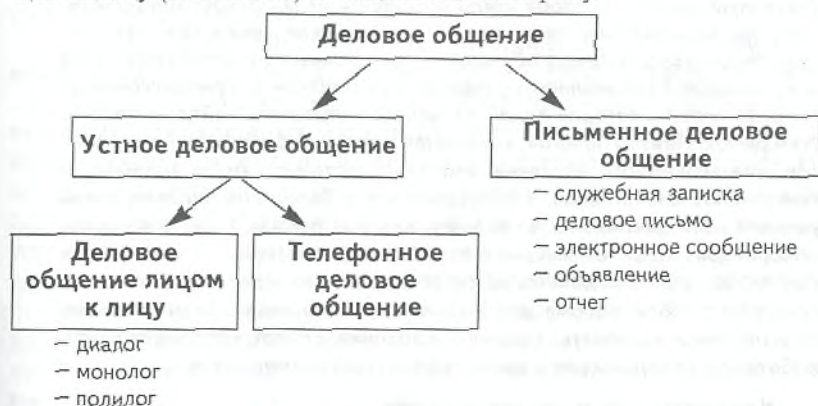 Деловое общение
Устное деловое общение
Письменное деловое
общение
– служебная записка
– деловое письмо
– электронное сообщение
– объявление
– отчет
Деловое
общение лицом
к лицу
– диалог
– монолог
– полилог
Телефонное
деловое
общение